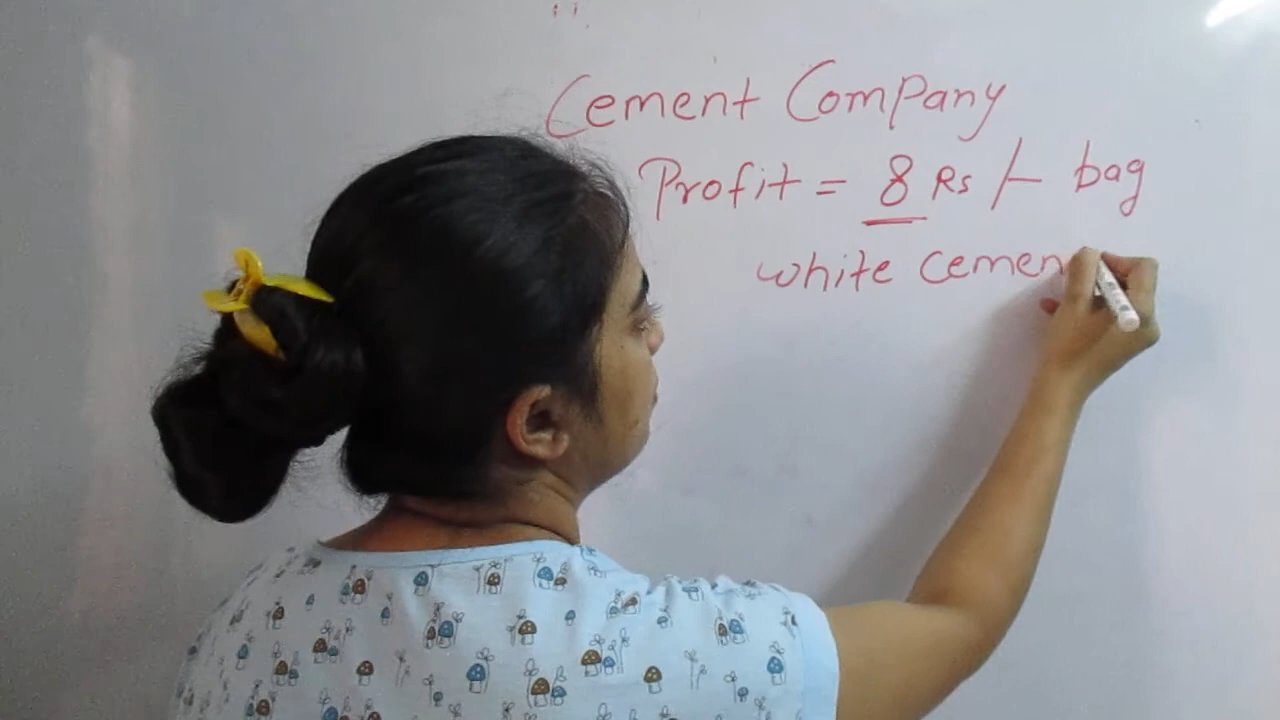 Cement Company
Profit = 8 Rs /- bag
white cemen